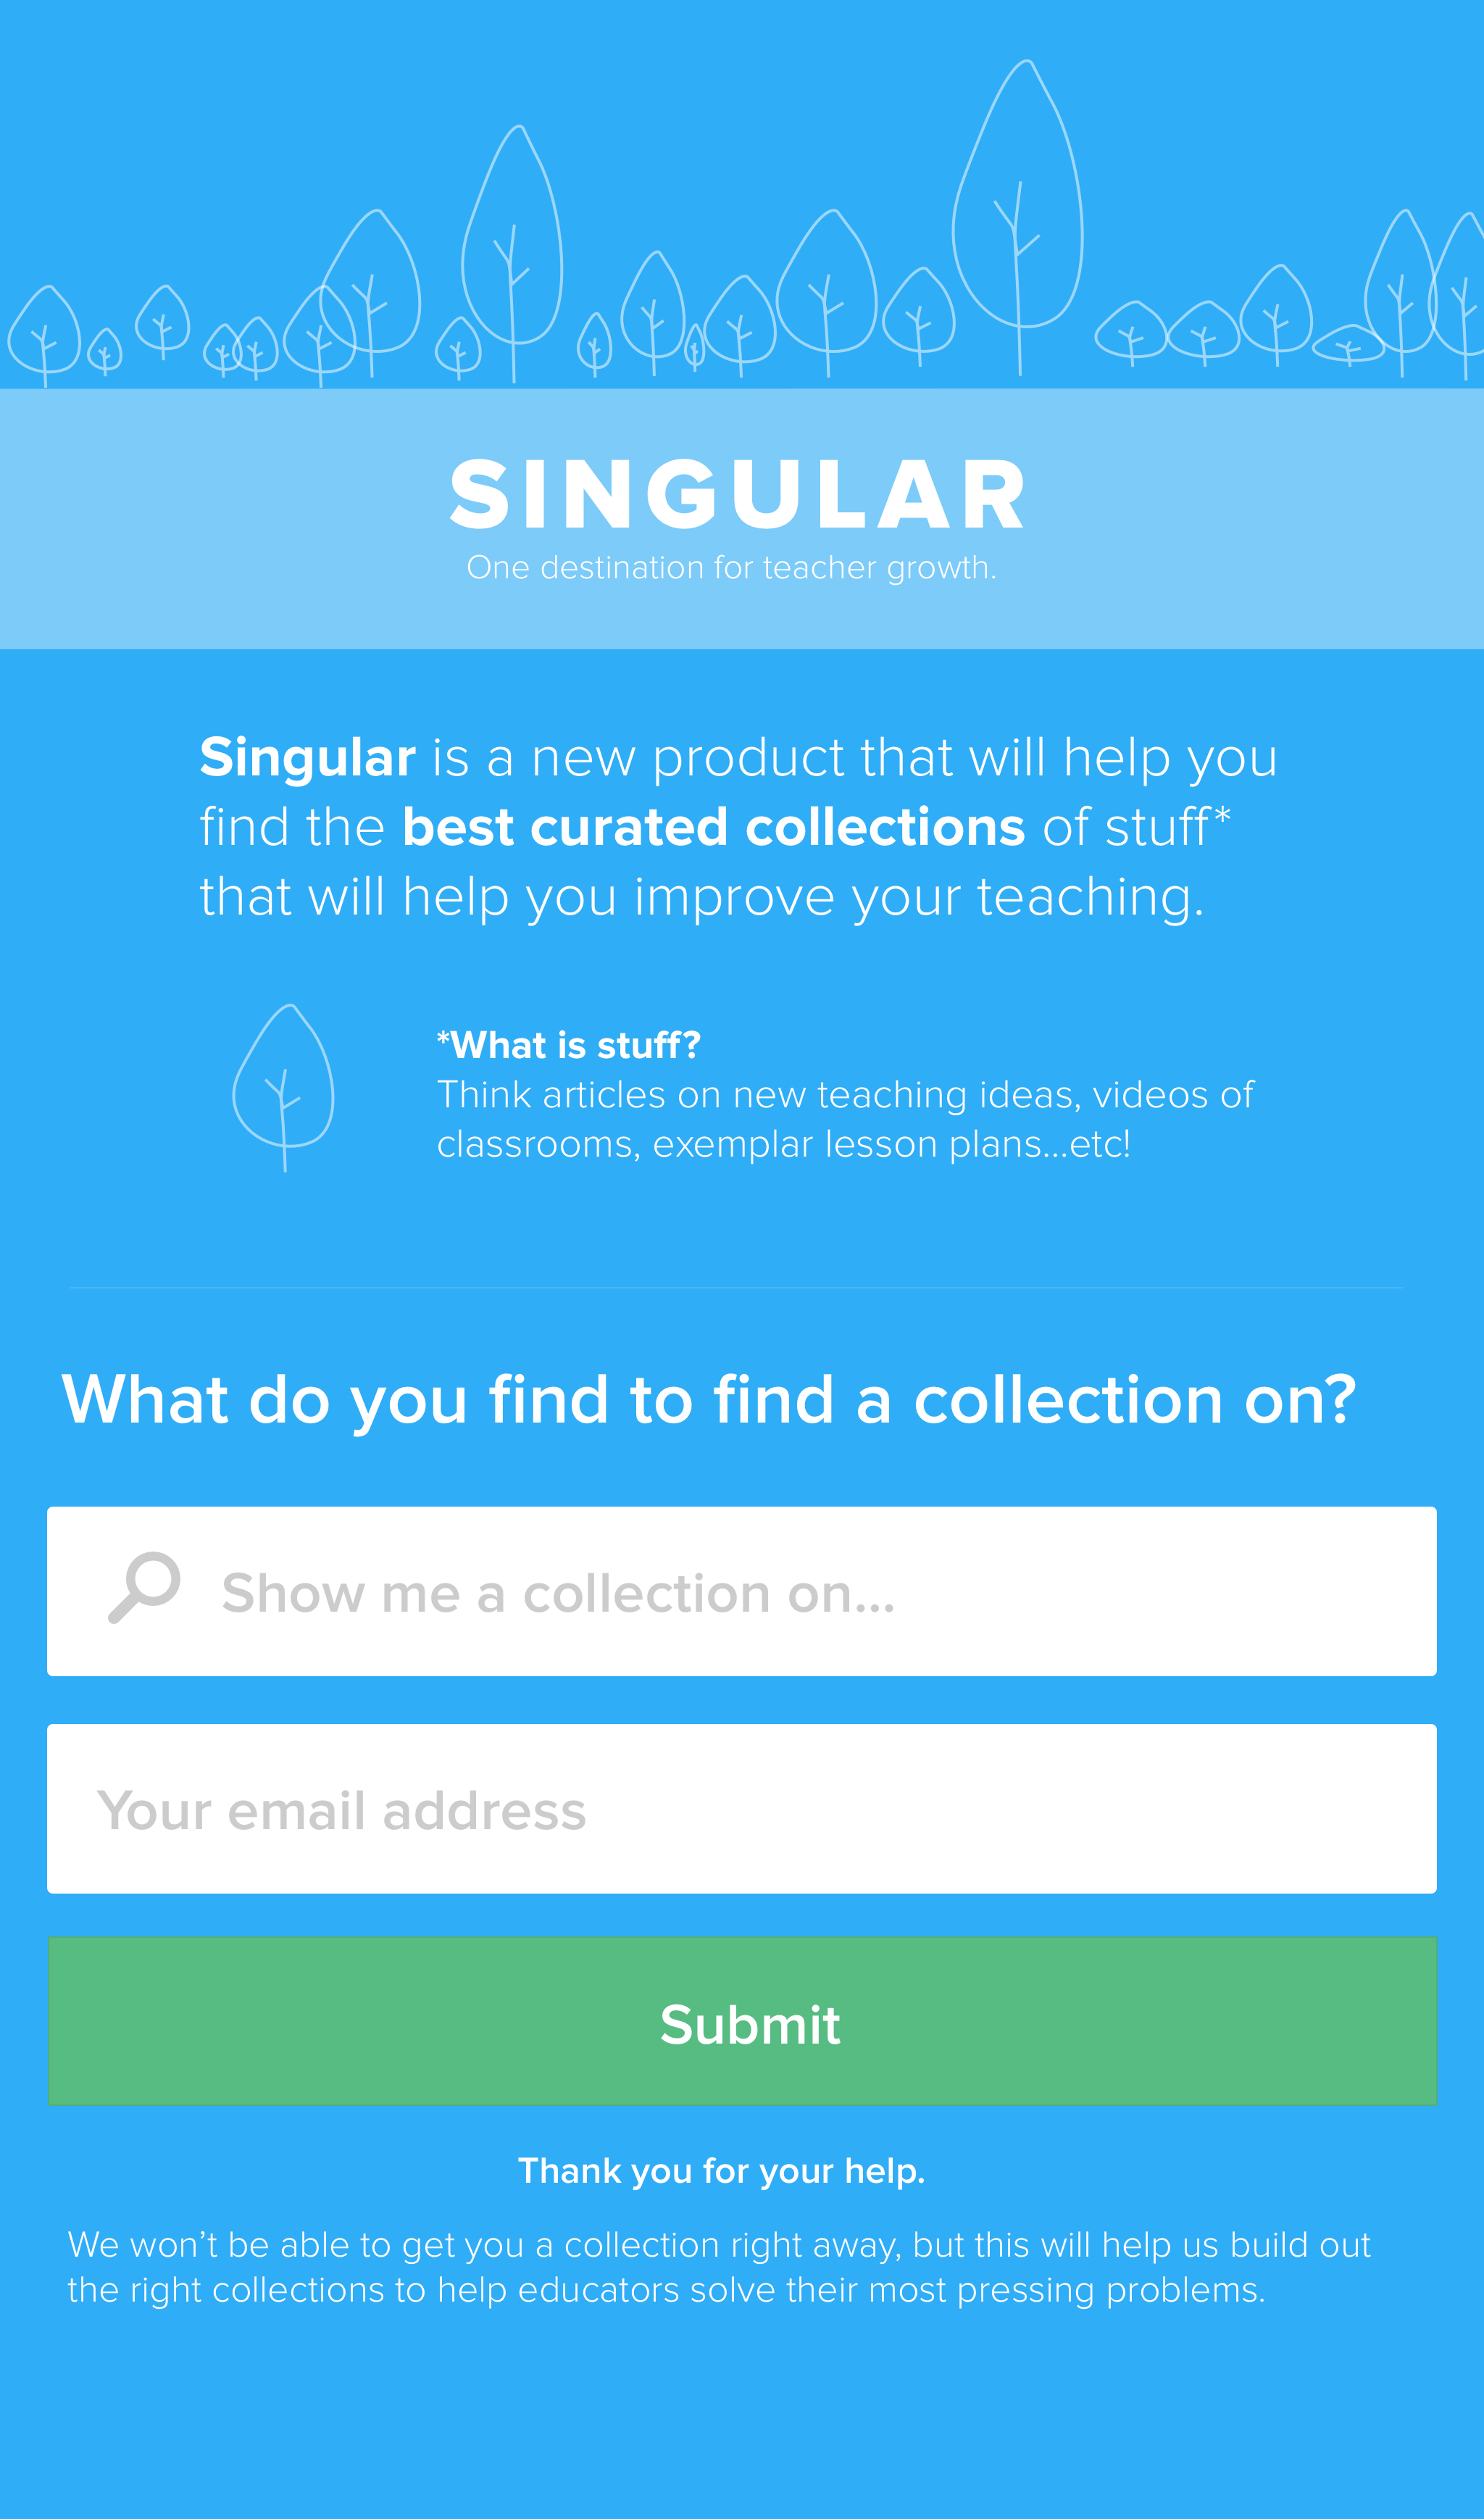 SINGULAR
One destination for teacher growth.
Singular is a new product that will help you
find the best curated collections of stuff*
that will help you improve your teaching.
*What is stuff?
Think articles on new teaching ideas, videos of
classrooms, exemplar lesson plans...etc!
What do you find to find a collection on?
Show me a collection on...
Your email address
Submit
Thank you for your help.
We won’t be able to get you a collection right away, but this will help us build out
the right collections to help educators solve their most pressing problems.